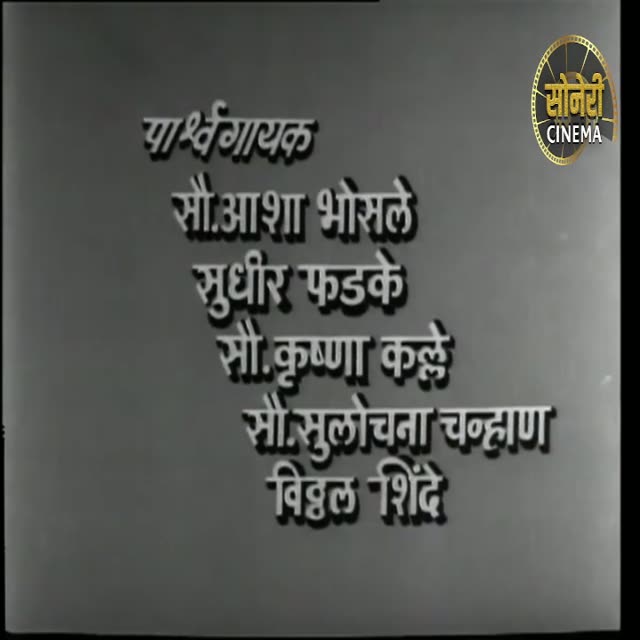 सोनेरी
CINEMA
पार्श्वगायक
सौ.आशा भोसले
सुधीर फडके
सौ.कृष्णा कल्ले
सौ.सुलोचना चव्हाण
विठ्ठल शिंदे